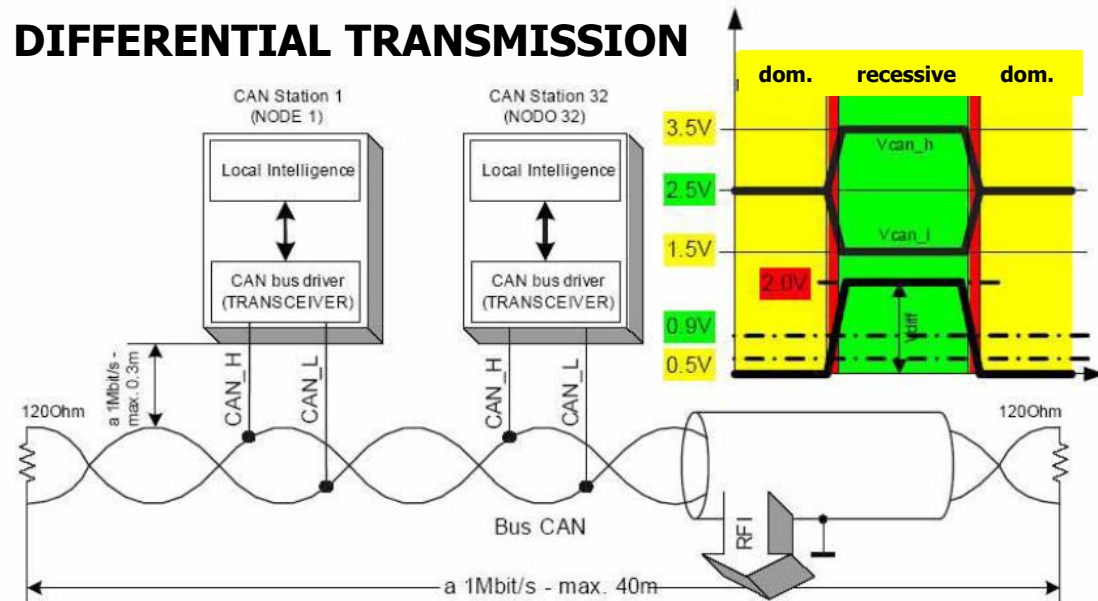 DIFFERENTIAL TRANSMISSION
CAN Station 1
(NODE 1)
Local Intelligence
CAN bus driver
(TRANSCEIVER)
CAN Station 32
(NODO 32)
Local Intelligence
CAN bus driver
(TRANSCEIVER)
dom. recessive dom.
3.5V
Vcan_h
2.5V
1.5V
Vcan_l
2.0V
0.9V
Vdiff
0.5V
a 1Mbit/s -
max. 0.3m
CAN_H
CAN_L
CAN_H
CAN_L
120Ohm
120Ohm
Bus CAN
RFI
a 1Mbit/s - max. 40m